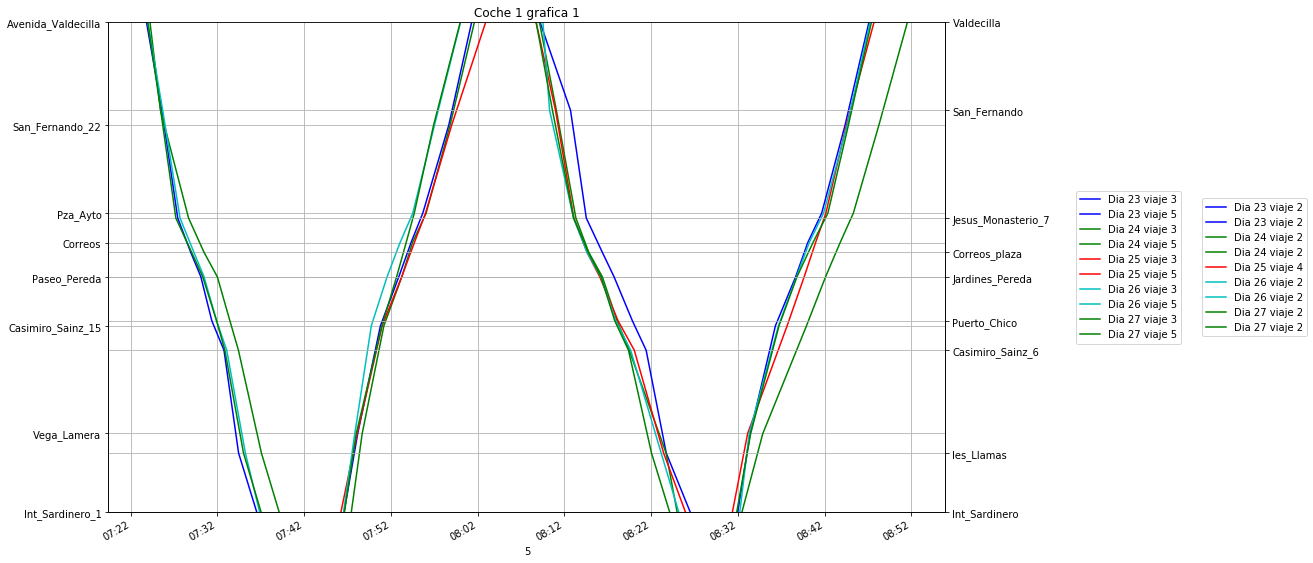 Coche 1 grafica 1
Avenida_Valdecilla
San_Fernando_22
Pza_Ayto
Correos
Paseo_Pereda
Casimiro_Sainz_15
Vega_Lamera
Int_Sardinero_1
Valdecilla
San_Fernando
Jesus_Monasterio_7
Correos_plaza
Jardines_Pereda
Puerto_Chico
Casimiro_Sainz_6
Ies_Llamas
Int_Sardinero
07:22
07:32
07:42
07:52
08:02
08:12
08:22
08:32
08:42
08:52
5
Dia 23 viaje 3
Dia 23 viaje 5
Dia 24 viaje 3
Dia 24 viaje 5
Dia 25 viaje 3
Dia 25 viaje 5
Dia 26 viaje 3
Dia 26 viaje 5
Dia 27 viaje 3
Dia 27 viaje 5
Dia 23 viaje 2
Dia 23 viaje 2
Dia 24 viaje 2
Dia 24 viaje 2
Dia 25 viaje 4
Dia 26 viaje 2
Dia 26 viaje 2
Dia 27 viaje 2
Dia 27 viaje 2